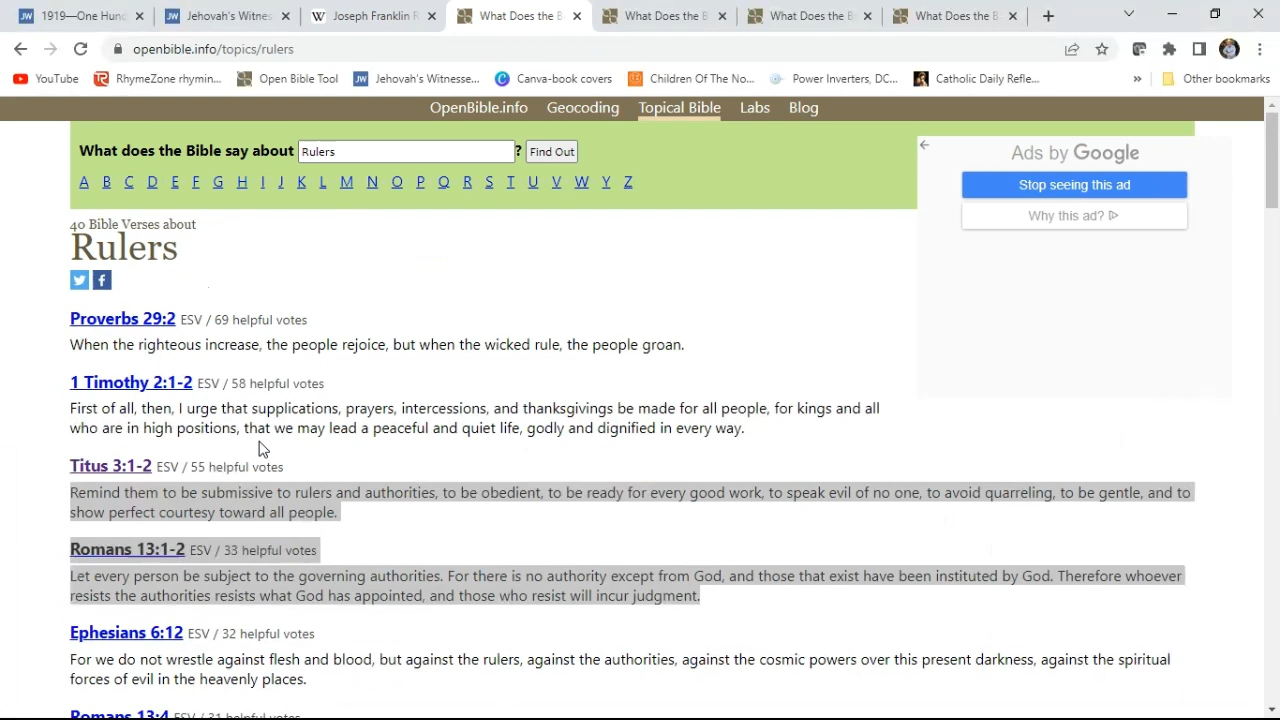 1919—One Hun
Jehovah's Witnes
Joseph Franklin R
What Does the B
What Does the B
What Does the B
What Does the B
openbible.info/topics/rulers
YouTube
RhymeZone rhymin...
Open Bible Tool
Jehovah's Witnesse...
Canva-book covers
Children Of The No...
Power Inverters, DC...
Catholic Daily Refle...
»
Other bookmarks
OpenBible.info Geocoding Topical Bible Labs Blog
What does the Bible say about Rulers ? Find Out
A B C D E F G H I J K L M N O P Q R S T U V W Y Z
Ads by Google
Stop seeing this ad
Why this ad?
40 Bible Verses about
Rulers
Proverbs 29:2 ESV / 69 helpful votes
When the righteous increase, the people rejoice, but when the wicked rule, the people groan.
1 Timothy 2:1-2 ESV / 58 helpful votes
First of all, then, I urge that supplications, prayers, intercessions, and thanksgivings be made for all people, for kings and all
who are in high positions, that we may lead a peaceful and quiet life, godly and dignified in every way.
Titus 3:1-2 ESV / 55 helpful votes
Remind them to be submissive to rulers and authorities, to be obedient, to be ready for every good work, to speak evil of no one, to avoid quarreling, to be gentle, and to
show perfect courtesy toward all people.
Romans 13:1-2 ESV / 33 helpful votes
Let every person be subject to the governing authorities. For there is no authority except from God, and those that exist have been instituted by God. Therefore whoever
resists the authorities resists what God has appointed, and those who resist will incur judgment.
Ephesians 6:12 ESV / 32 helpful votes
For we do not wrestle against flesh and blood, but against the rulers, against the authorities, against the cosmic powers over this present darkness, against the spiritual
forces of evil in the heavenly places.
Romans 13:4 ESV / 31 helpful votes